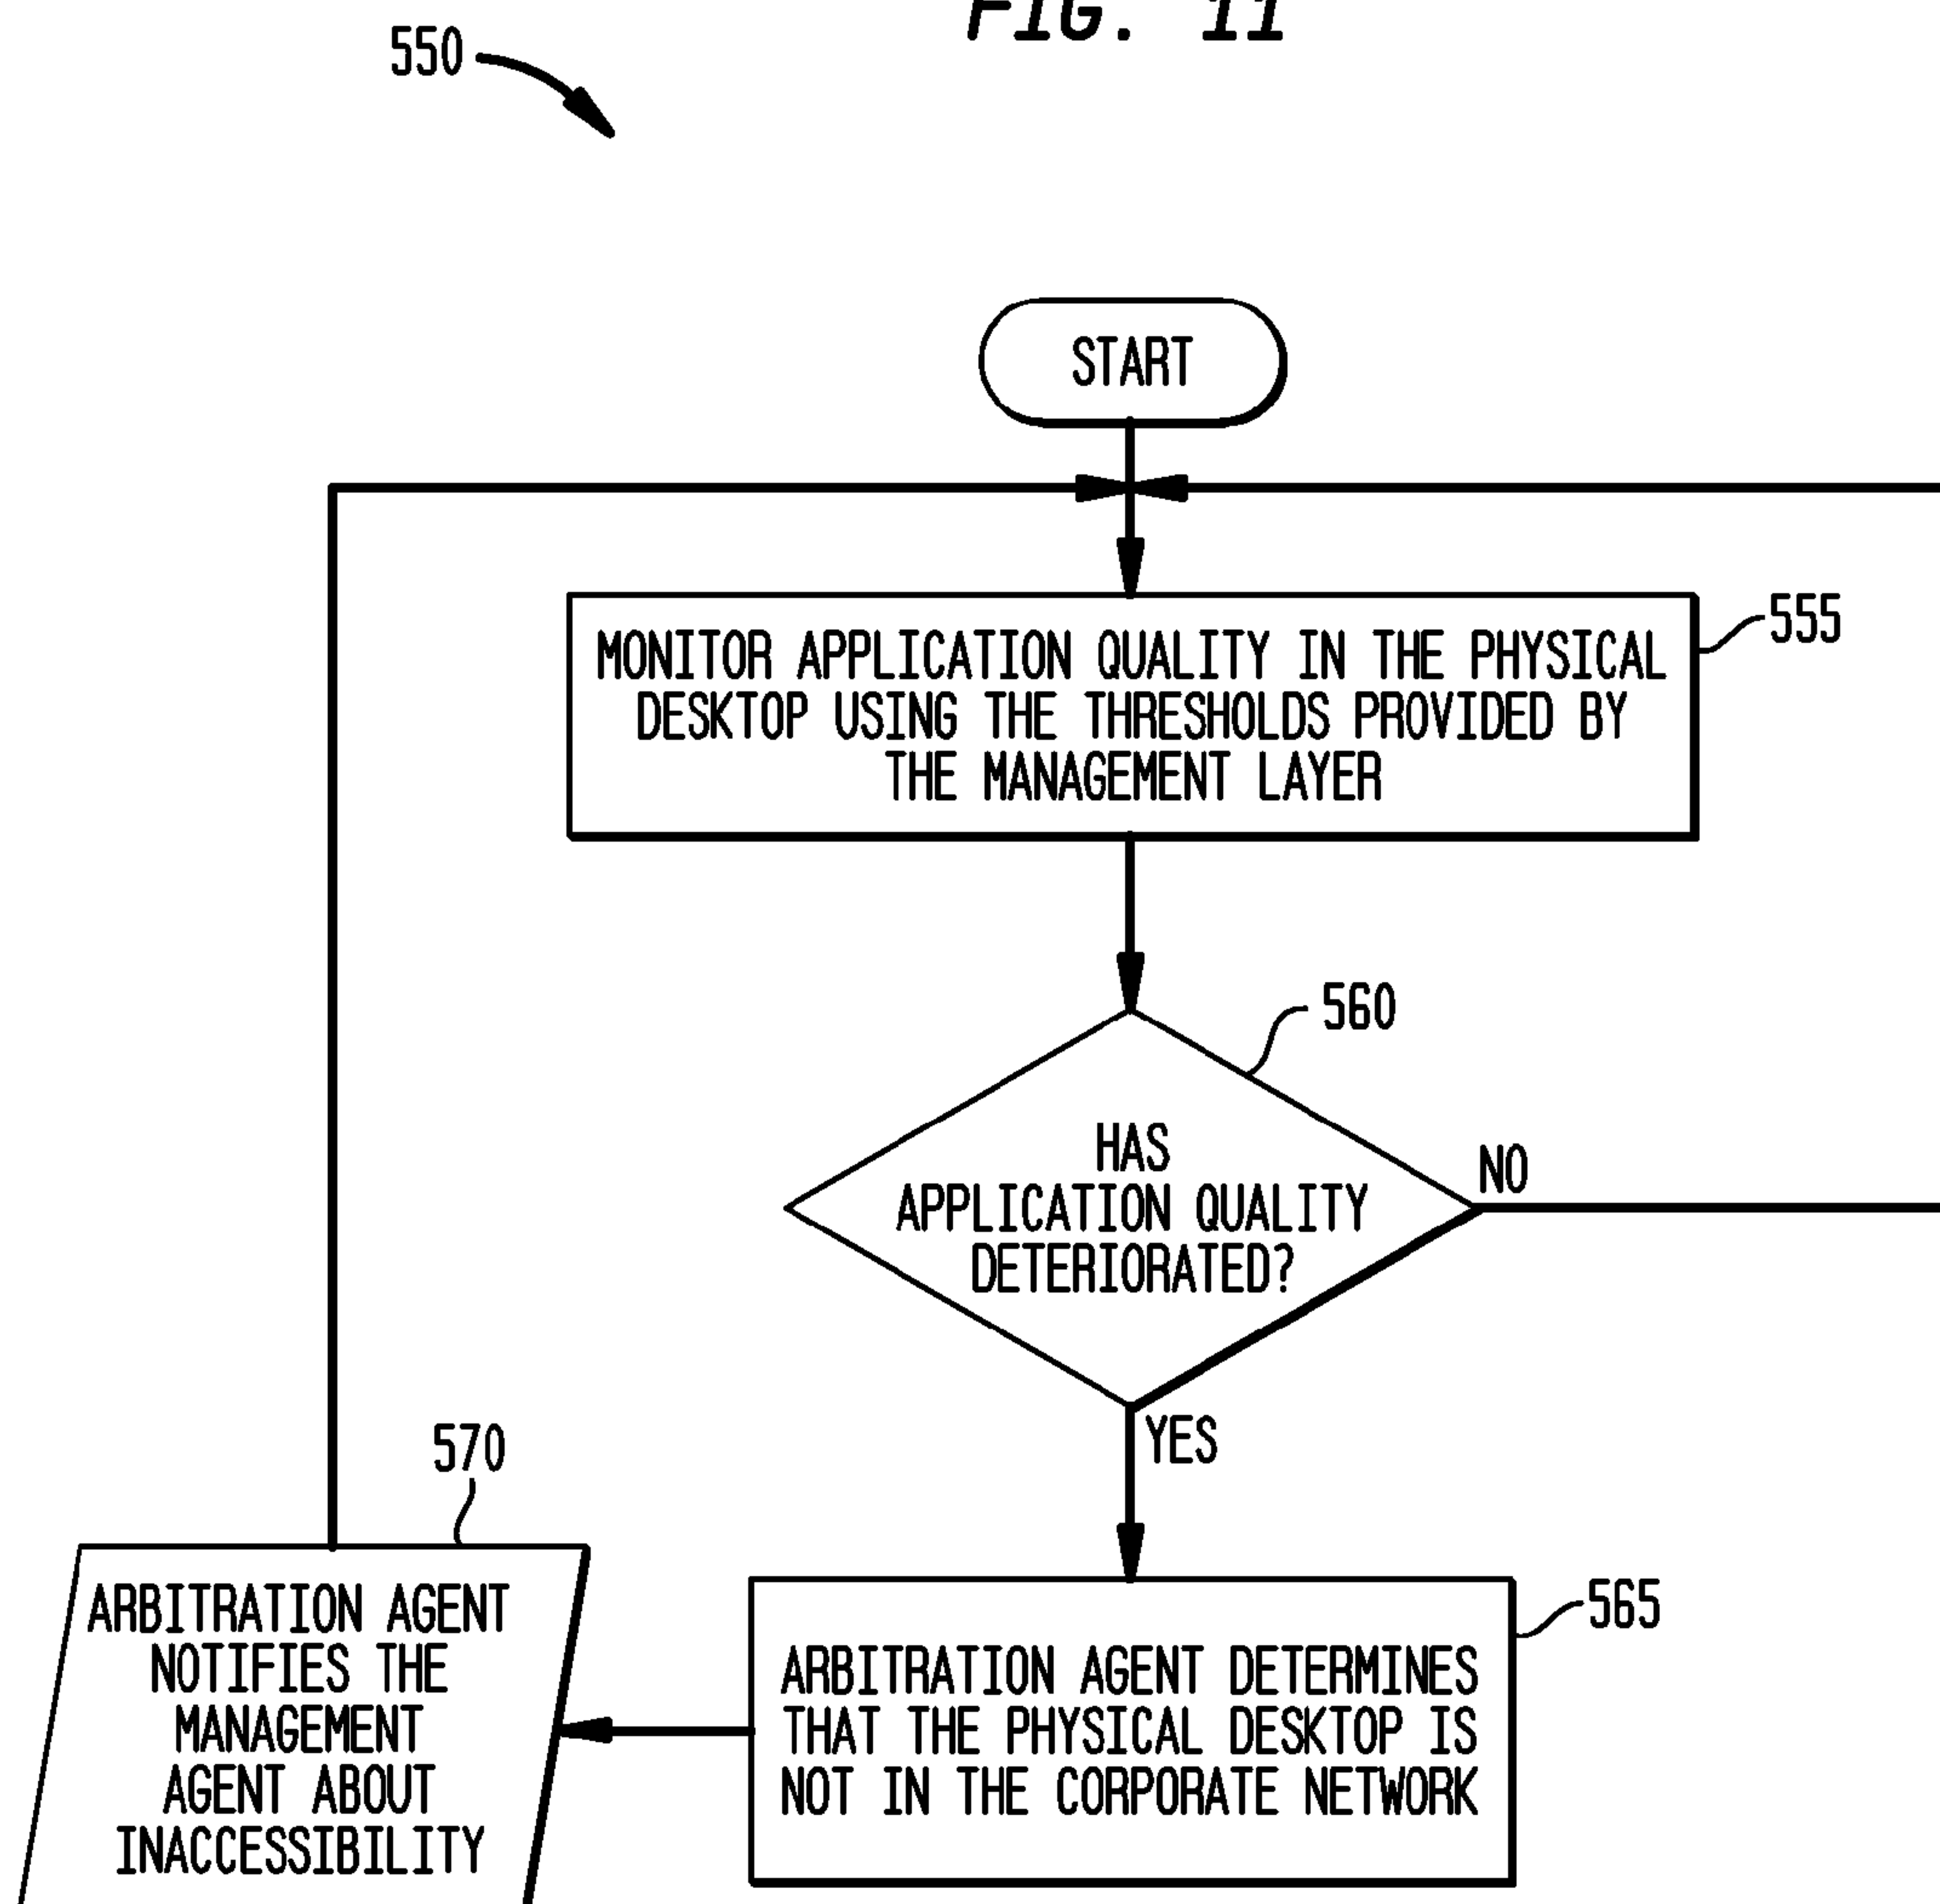 FIG. 11
550
START
555
MONITOR APPLICATION QUALITY IN THE PHYSICAL
DESKTOP USING THE THRESHOLDS PROVIDED BY
THE MANAGEMENT LAYER
560
HAS
APPLICATION QUALITY
DETERIORATED?
NO
YES
570
ARBITRATION AGENT
NOTIFIES THE
MANAGEMENT
AGENT ABOUT
INACCESSIBILITY
565
ARBITRATION AGENT DETERMINES
THAT THE PHYSICAL DESKTOP IS
NOT IN THE CORPORATE NETWORK